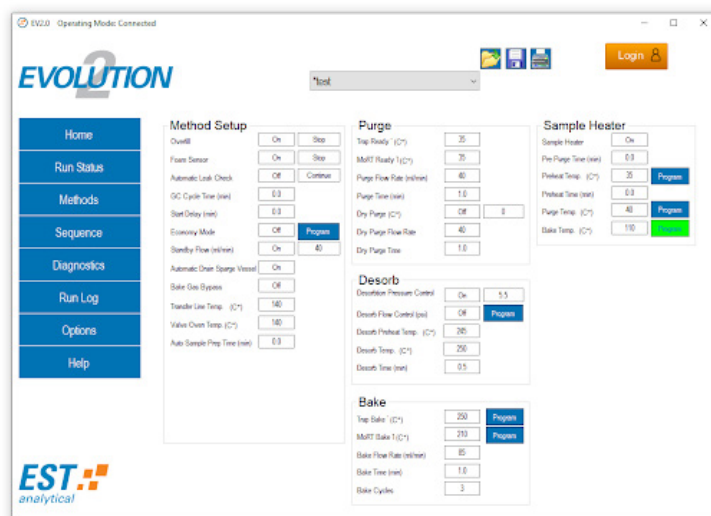 EV2.0 Operating Mode: Connected
EVOLUTION 2
*test
Login
Home
Run Status
Methods
Sequence
Diagnostics
Run Log
Options
Help
Method Setup
Overfill On Stop
Foam Sensor On Stop
Automatic Leak Check Off Continue
GC Cycle Time (min) 0.0
Start Delay (min) 0.0
Economy Mode Off Program
Standby Flow (ml/min) On 40
Automatic Drain Sparge Vessel On
Bake Gas Bypass Off
Transfer Line Temp. (C°) 140
Valve Oven Temp. (C°) 140
Auto Sample Prep Time (min) 0.0
Purge
Trap Ready T (C°) 35
MoRT Ready T (C°) 35
Purge Flow Rate (ml/min) 40
Purge Time (min) 1.0
Dry Purge (C°) Off 0
Dry Purge Flow Rate 40
Dry Purge Time 1.0
Desorb
Desorbtion Pressure Control On 5.5
Desorb Flow Control (psi) Off Program
Desorb Preheat Temp. (C°) 245
Desorb Temp. (C°) 250
Desorb Time (min) 0.5
Bake
Trap Bake T (C°) 250 Program
MoRT Bake T (C°) 210 Program
Bake Flow Rate (ml/min) 85
Bake Time (min) 1.0
Bake Cycles 3
Sample Heater
Sample Heater On
Pre Purge Time (min) 0.0
Preheat Temp. (C°) 35 Program
Preheat Time (min) 0.0
Purge Temp. (C°) 40 Program
Bake Temp. (C°) 110 Program
EST
analytical